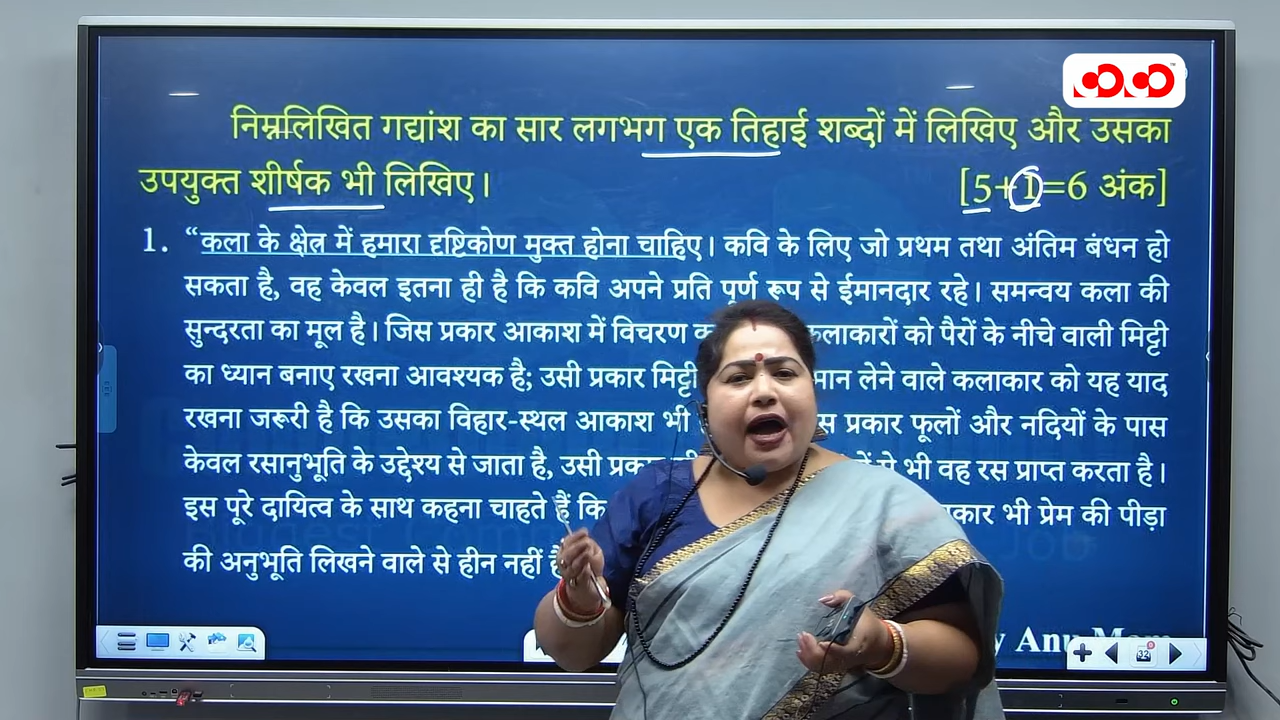 निम्नलिखित गद्यांश का सार लगभग एक तिहाई शब्दों में लिखिए और उसका
उपयुक्त शीर्षक भी लिखिए। [5+1=6 अंक]
1. “कला के क्षेत्र में हमारा दृष्टिकोण मुक्त होना चाहिए। कवि के लिए जो प्रथम तथा अंतिम बंधन हो
सकता है, वह केवल इतना ही है कि कवि अपने प्रति पूर्ण रूप से ईमानदार रहे। समन्वय कला की
सुन्दरता का मूल है। जिस प्रकार आकाश में विचरण कलाकारों को पैरों के नीचे वाली मिट्टी
का ध्यान बनाए रखना आवश्यक है; उसी प्रकार मिट्टी मान लेने वाले कलाकार को यह याद
रखना जरूरी है कि उसका विहार-स्थल आकाश भी प्रकार फूलों और नदियों के पास
केवल रसानुभूति के उद्देश्य से जाता है, उसी भी वह रस प्राप्त करता है।
इस पूरे दायित्व के साथ कहना चाहते हैं कि भी प्रेम की पीड़ा
की अनुभूति लिखने वाले से हीन नहीं
Anu
32